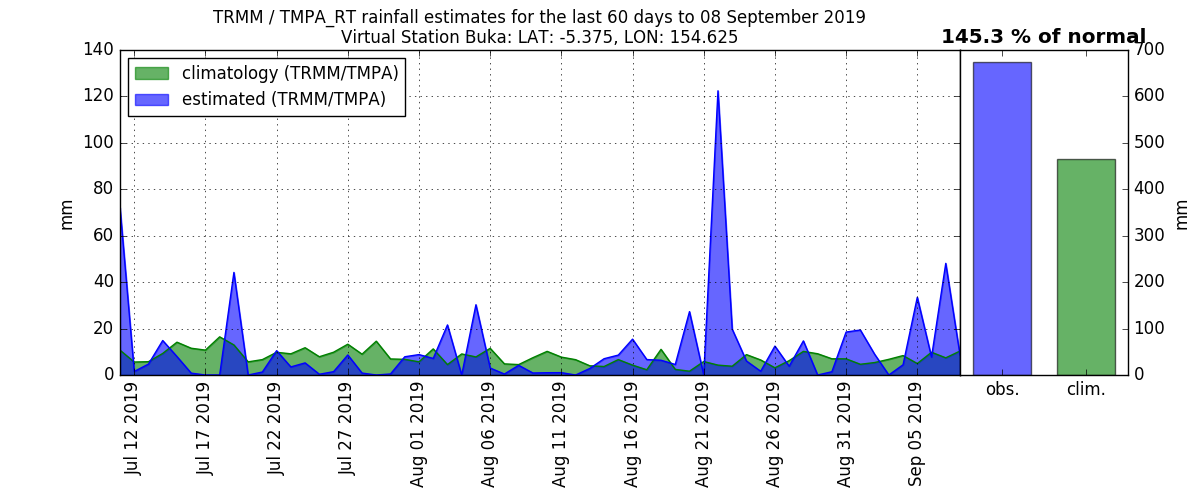 TRMM / TMPA_RT rainfall estimates for the last 60 days to 08 September 2019
Virtual Station Buka: LAT: -5.375, LON: 154.625
145.3 % of normal
climatology (TRMM/TMPA)
estimated (TRMM/TMPA)
140
120
100
80
60
40
20
0
mm
Jul 12 2019
Jul 17 2019
Jul 22 2019
Jul 27 2019
Aug 01 2019
Aug 06 2019
Aug 11 2019
Aug 16 2019
Aug 21 2019
Aug 26 2019
Aug 31 2019
Sep 05 2019
obs.
clim.
700
600
500
400
300
200
100
0
mm